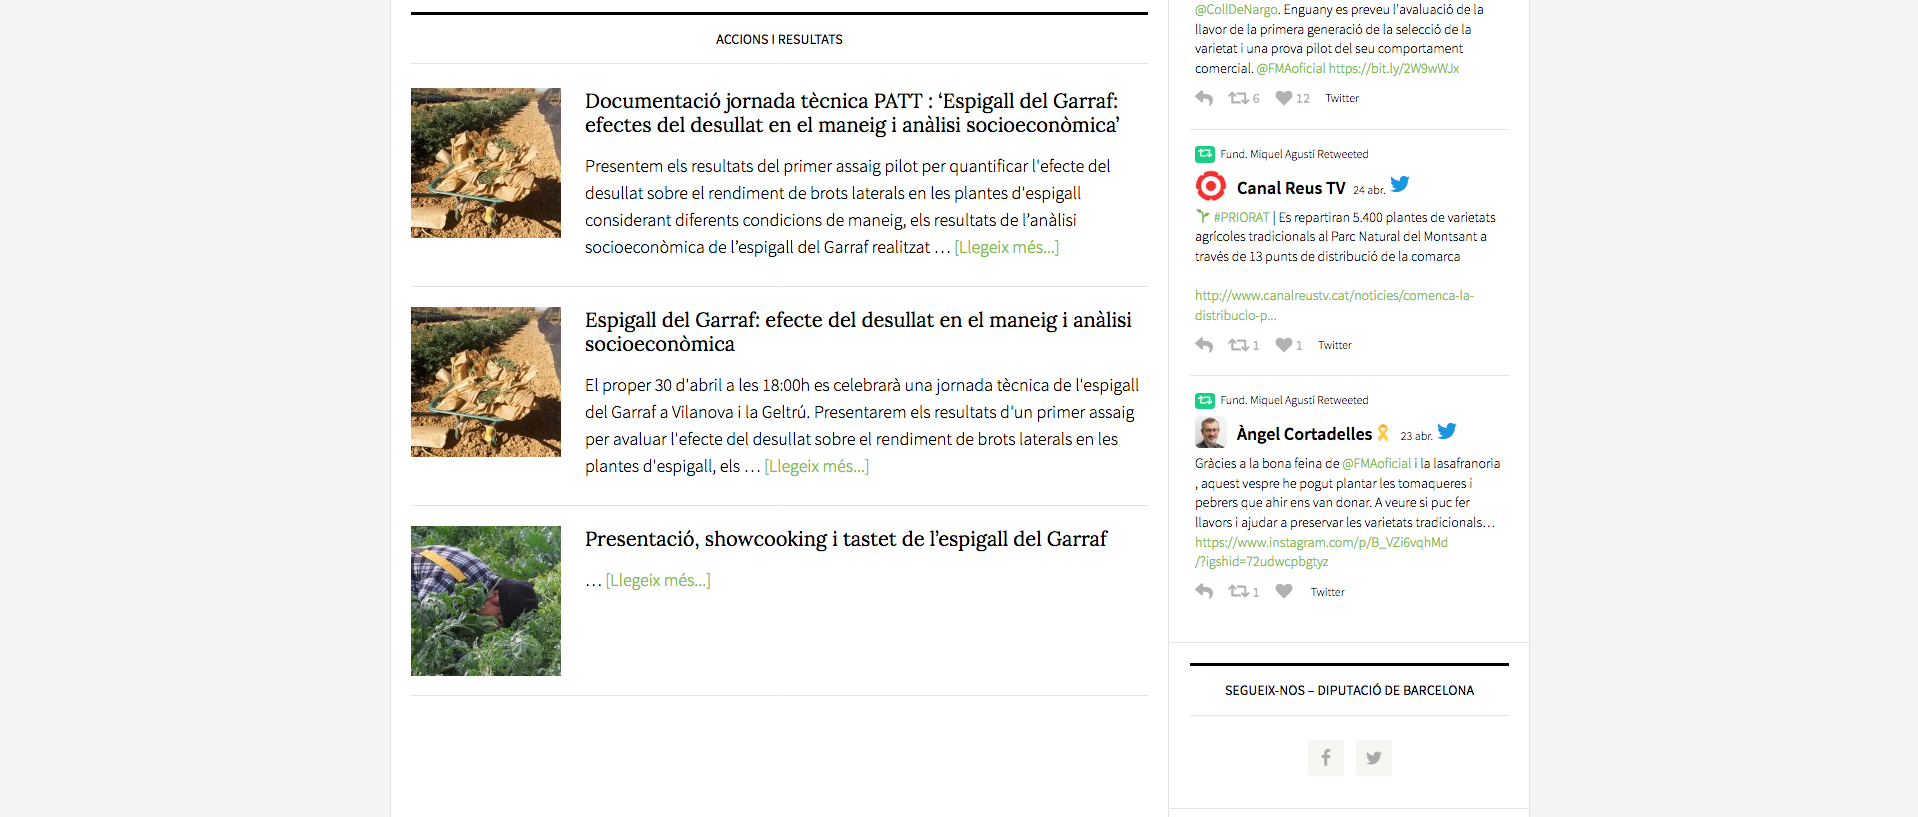 ACCIONS I RESULTATS
Documentació jornada tècnica PATT : ‘Espigall del Garraf:
efectes del desullat en el maneig i anàlisi socioeconòmica’
Presentem els resultats del primer assaig pilot per quantificar l'efecte del
desullat sobre el rendiment de brots laterals en les plantes d'espigall
considerant diferents condicions de maneig, els resultats de l’anàlisi
socioeconòmica de l’espigall del Garraf realitzat … [Llegeix més...]
Espigall del Garraf: efecte del desullat en el maneig i anàlisi
socioeconòmica
El proper 30 d'abril a les 18:00h es celebrarà una jornada tècnica de l'espigall
del Garraf a Vilanova i la Geltrú. Presentarem els resultats d'un primer assaig
per avaluar l'efecte del desullat sobre el rendiment de brots laterals en les
plantes d'espigall, els … [Llegeix més...]
Presentació, showcooking i tastet de l’espigall del Garraf
… [Llegeix més...]
@CollDeNargo. Enguany es preveu l'avaluació de la
llavor de la primera generació de la selecció de la
varietat i una prova pilot del seu comportament
comercial. @FMAoficial https://bit.ly/2W9wWJx
6 12 Twitter
Fund. Miquel Agustí Retweeted
Canal Reus TV 24 abr.
#PRIORAT | Es repartiran 5.400 plantes de varietats
agrícoles tradicionals al Parc Natural del Montsant a
través de 13 punts de distribució de la comarca
http://www.canalreustv.cat/noticies/comenca-la-
distribucio-p...
1 1 Twitter
Fund. Miquel Agustí Retweeted
Àngel Cortadelles 23 abr.
Gràcies a la bona feina de @FMAoficial i la lasafranoria
, aquest vespre he pogut plantar les tomaqueres i
pebrers que ahir ens van donar. A veure si puc fer
llavors i ajudar a preservar les varietats tradicionals…
https://www.instagram.com/p/B_VZi6vqhMd
/?igshid=72udwcpbgtyz
1 Twitter
SEGUEIX-NOS – DIPUTACIÓ DE BARCELONA